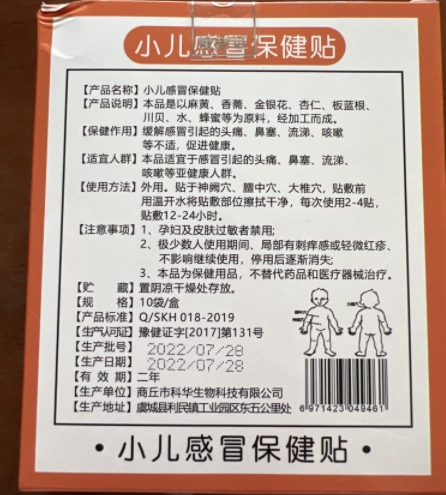 小儿感冒保健贴
【产品名称】小儿感冒保健贴
【产品说明】本品是以麻黄、香薷、金银花、杏仁、板蓝根、
川贝、水、蜂蜜等为原料，经加工而成。
【保健作用】缓解感冒引起的头痛、鼻塞、流涕、咳嗽
等不适，促进健康。
【适宜人群】本品适宜于感冒引起的头痛、鼻塞、流涕、
咳嗽等亚健康人群。
【使用方法】外用。贴于神阙穴、膻中穴、大椎穴，贴敷前
用温开水将贴敷部位擦拭干净，每次使用2-4贴，
贴敷12-24小时。
【注意事项】1、孕妇及皮肤过敏者禁用;
2、极少数人使用期间、局部有刺痒感或轻微红疹、
不影响继续使用，停用后逐渐消失;
3、本品为保健用品，不替代药品和医疗器械治疗。
【贮 藏】置阴凉干燥处存放。
【规 格】10袋/盒
【产品标准】Q/SKH 018-2019
【生产认可证】豫健证字[2017]第131号
【生产批号】2022/07/28
【生产日期】2022/07/28
【有 效 期】二年
【生产单位】商丘市科华生物科技有限公司
【生产地址】虞城县利民镇工业园区东五公里处
6 971423 049461
·小儿感冒保健贴·